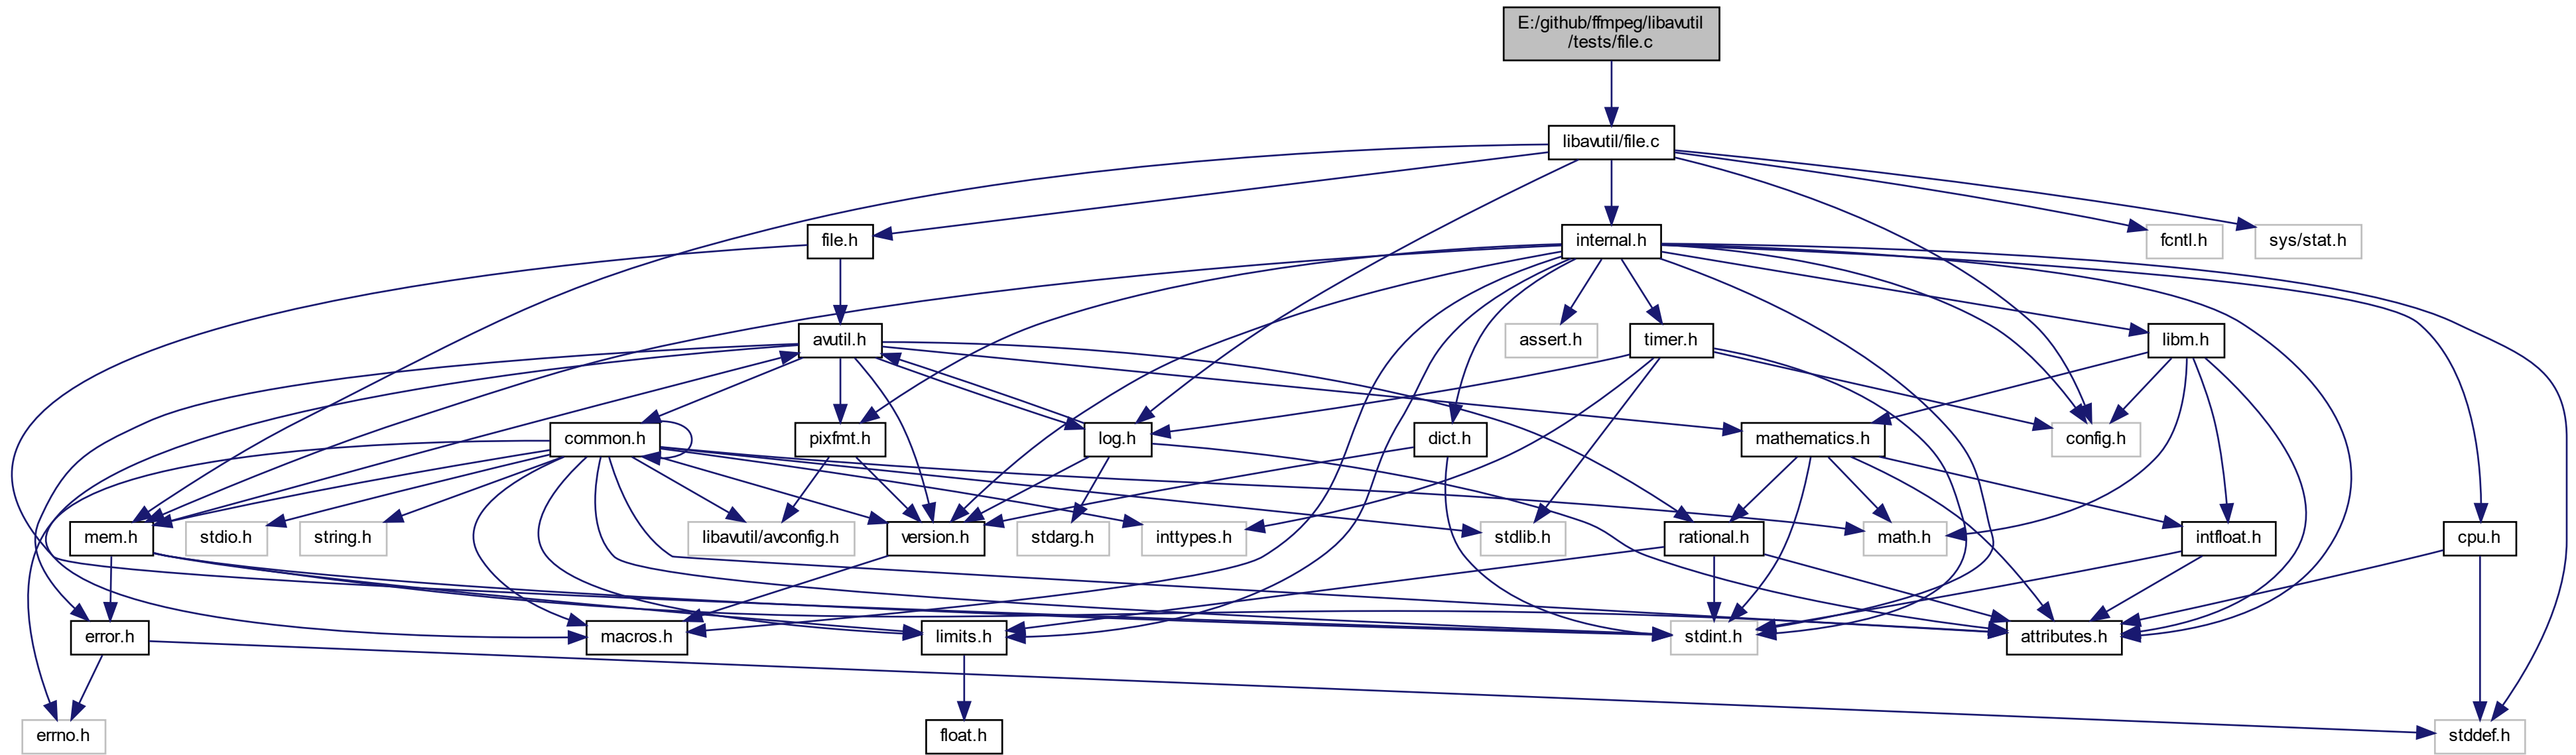 E:/github/ffmpeg/libavutil
/tests/file.c
libavutil/file.c
file.h
internal.h
fcntl.h
sys/stat.h
avutil.h
assert.h
timer.h
libm.h
common.h
pixfmt.h
log.h
dict.h
mathematics.h
config.h
mem.h
stdio.h
string.h
libavutil/avconfig.h
version.h
stdarg.h
inttypes.h
stdlib.h
rational.h
math.h
intfloat.h
cpu.h
error.h
macros.h
limits.h
stdint.h
attributes.h
errno.h
float.h
stddef.h